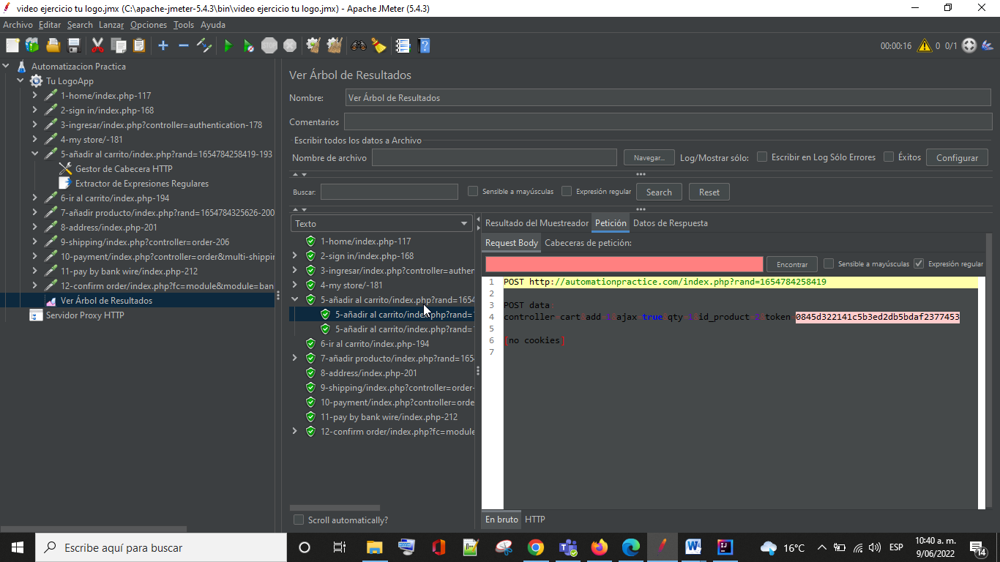 video ejercicio tu logo.jmx (C:\apache-jmeter-5.4.3\bin\video ejercicio tu logo.jmx) - Apache JMeter (5.4.3)
Archivo Editar Search Lanzar Opciones Tools Ayuda
00:00:16 0 0/1
Automatizacion Practica
Tu LogoApp
1-home/index.php-117
2-sign in/index.php-168
3-ingresar/index.php?controller=authentication-178
4-my store/-181
5-añadir al carrito/index.php?rand=1654784258419-193
Gestor de Cabecera HTTP
Extractor de Expresiones Regulares
6-ir al carrito/index.php-194
7-añadir producto/index.php?rand=1654784325626-200
8-address/index.php-201
9-shipping/index.php?controller=order-206
10-payment/index.php?controller=order&multi-shippir
11-pay by bank wire/index.php-212
12-confirm order/index.php?fc=module&module=ban
Ver Árbol de Resultados
Servidor Proxy HTTP
Ver Árbol de Resultados
Nombre: Ver Árbol de Resultados
Comentarios
Escribir todos los datos a Archivo
Nombre de archivo Navegar... Log/Mostrar sólo: Escribir en Log Sólo Errores Éxitos Configurar
Buscar: Sensible a mayúsculas Expresión regular Search Reset
Texto
1-home/index.php-117
2-sign in/index.php-168
3-ingresar/index.php?controller=auther
4-my store/-181
5-añadir al carrito/index.php?rand=1654
5-añadir al carrito/index.php?rand=
5-añadir al carrito/index.php?rand=
6-ir al carrito/index.php-194
7-añadir producto/index.php?rand=165
8-address/index.php-201
9-shipping/index.php?controller=order-
10-payment/index.php?controller=orde
11-pay by bank wire/index.php-212
12-confirm order/index.php?fc=module
Scroll automatically?
Resultado del Muestreador Petición Datos de Respuesta
Request Body Cabeceras de petición:
Encontrar Sensible a mayúsculas Expresión regular
1 POST http://automationpractice.com/index.php?rand=1654784258419
2
3 POST data
4 controller=cart&add=1&ajax=true&qty=1&id_product=2&token=0845d322141c5b3ed2db5bdaf2377453
5
6 [no cookies]
7
En bruto HTTP
Escribe aquí para buscar
16°C ESP 10:40 a. m.
9/06/2022
14